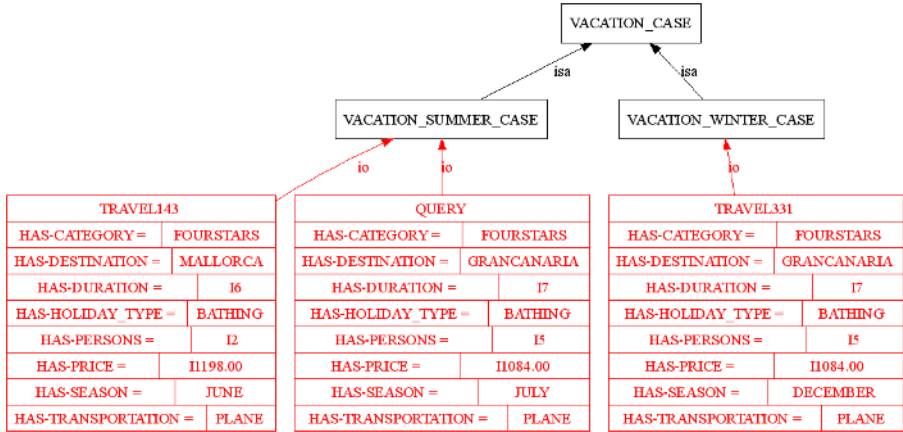 VACATION_CASE
isa
isa
VACATION_SUMMER_CASE
VACATION_WINTER_CASE
io
io
io
TRAVEL143
HAS-CATEGORY = FOURSTARS
HAS-DESTINATION = MALLORCA
HAS-DURATION = I6
HAS-HOLIDAY_TYPE = BATHING
HAS-PERSONS = I2
HAS-PRICE = I1198.00
HAS-SEASON = JUNE
HAS-TRANSPORTATION = PLANE
QUERY
HAS-CATEGORY = FOURSTARS
HAS-DESTINATION = GRANCANARIA
HAS-DURATION = I7
HAS-HOLIDAY_TYPE = BATHING
HAS-PERSONS = I5
HAS-PRICE = I1084.00
HAS-SEASON = JULY
HAS-TRANSPORTATION = PLANE
TRAVEL331
HAS-CATEGORY = FOURSTARS
HAS-DESTINATION = GRANCANARIA
HAS-DURATION = I7
HAS-HOLIDAY_TYPE = BATHING
HAS-PERSONS = I5
HAS-PRICE = I1084.00
HAS-SEASON = DECEMBER
HAS-TRANSPORTATION = PLANE